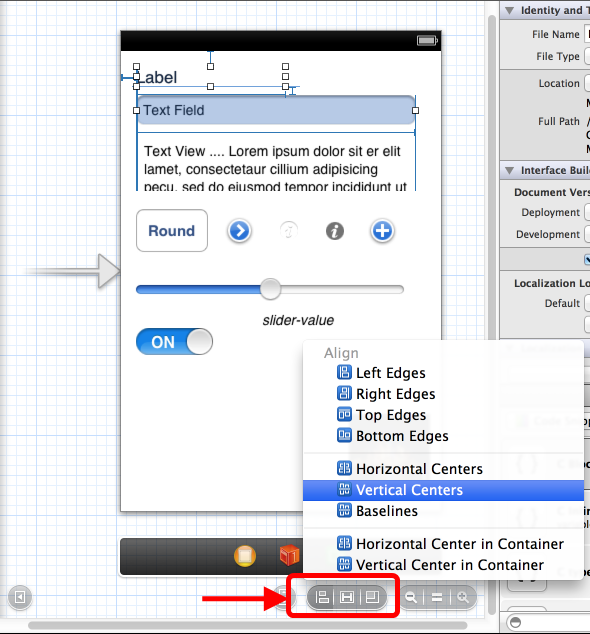 Identity and T
File Name
File Type
Location
Full Path
Interface Buil
Document Vers
Deployment
Development
Localization Lo
Default
Label
Text Field
Text View .... Lorem ipsum dolor sit er elit
lamet, consectetaur cillium adipisicing
pecu, sed do eiusmod tempor incididunt ut
Round
slider-value
ON
Align
Left Edges
Right Edges
Top Edges
Bottom Edges
Horizontal Centers
Vertical Centers
Baselines
Horizontal Center in Container
Vertical Center in Container